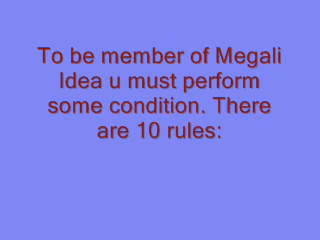 To be member of Megali
Idea u must perform
some condition. There
are 10 rules: